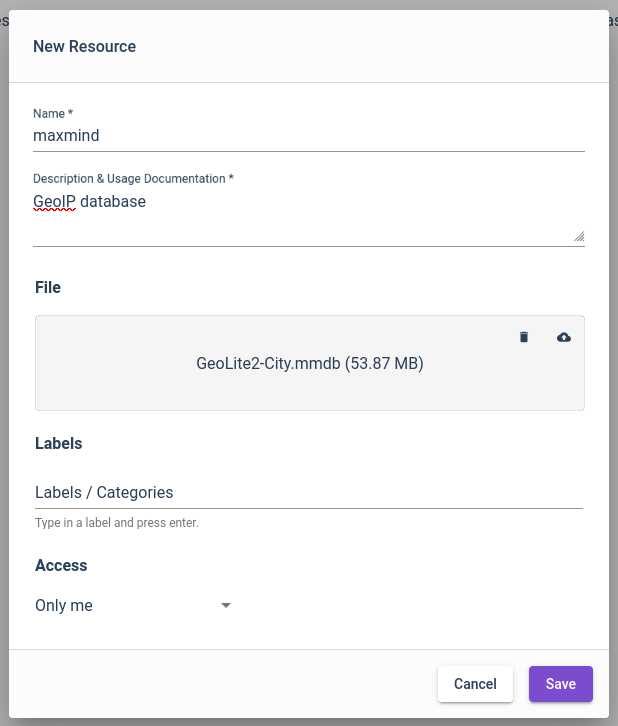 New Resource
Name *
maxmind
Description & Usage Documentation *
GeoIP database
File
GeoLite2-City.mmdb (53.87 MB)
Labels
Labels / Categories
Type in a label and press enter.
Access
Only me
Cancel
Save